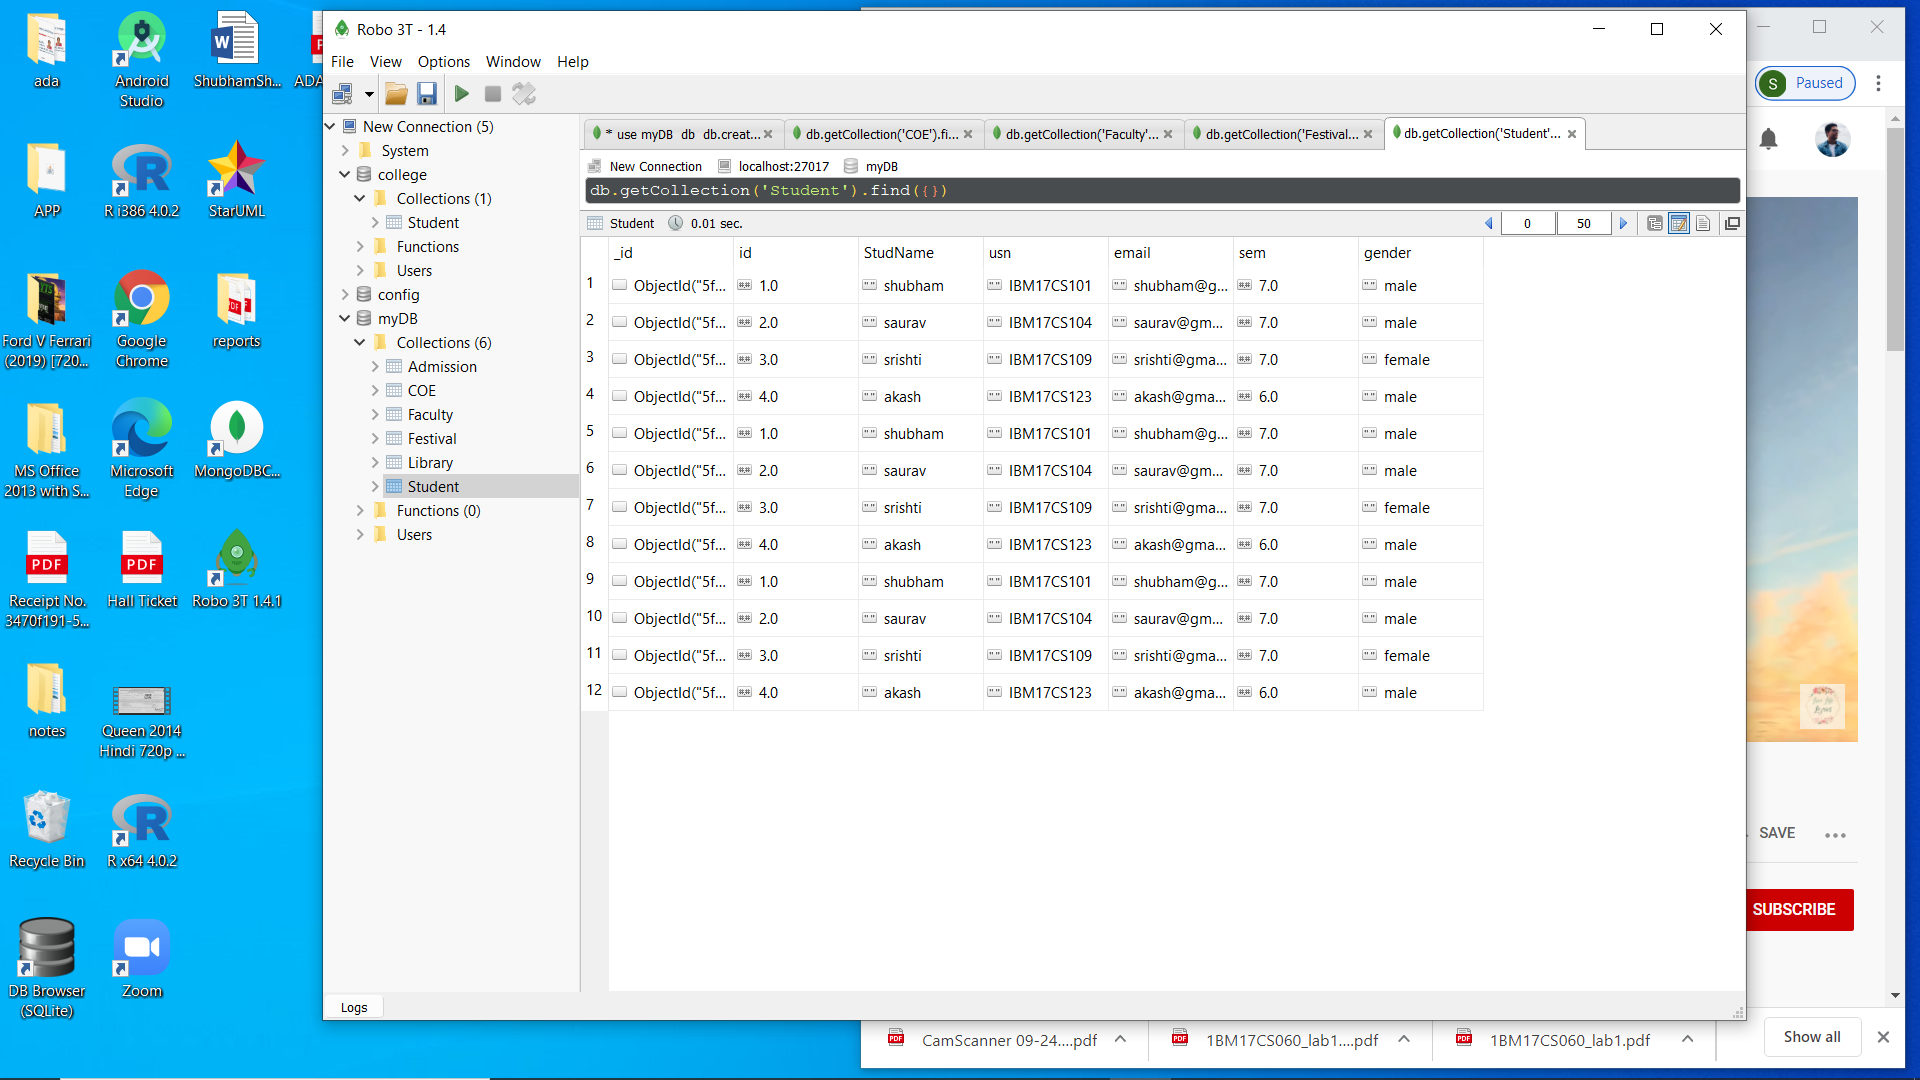 ada
Android
Studio
ShubhamSh...
ADA
APP
R i386 4.0.2
StarUML
Ford V Ferrari
(2019) [720...
Google
Chrome
reports
MS Office
2013 with S...
Microsoft
Edge
MongoDBC...
PDF
Receipt No.
3470f191-5...
PDF
Hall Ticket
Robo 3T 1.4.1
notes
Queen 2014
Hindi 720p ...
Recycle Bin
R x64 4.0.2
DB Browser
(SQLite)
Zoom
Robo 3T - 1.4
File View Options Window Help
New Connection (5)
System
college
Collections (1)
Student
Functions
Users
config
myDB
Collections (6)
Admission
COE
Faculty
Festival
Library
Student
Functions (0)
Users
* use myDB db db.creat...
db.getCollection('COE').fi...
db.getCollection('Faculty'...
db.getCollection('Festival...
db.getCollection('Student'...
New Connection localhost:27017 myDB
db.getCollection('Student').find({})
Student 0.01 sec. 0 50
_id id StudName usn email sem gender
1 ObjectId("5f... 1.0 shubham IBM17CS101 shubham@g... 7.0 male
2 ObjectId("5f... 2.0 saurav IBM17CS104 saurav@gm... 7.0 male
3 ObjectId("5f... 3.0 srishti IBM17CS109 srishti@gma... 7.0 female
4 ObjectId("5f... 4.0 akash IBM17CS123 akash@gma... 6.0 male
5 ObjectId("5f... 1.0 shubham IBM17CS101 shubham@g... 7.0 male
6 ObjectId("5f... 2.0 saurav IBM17CS104 saurav@gm... 7.0 male
7 ObjectId("5f... 3.0 srishti IBM17CS109 srishti@gma... 7.0 female
8 ObjectId("5f... 4.0 akash IBM17CS123 akash@gma... 6.0 male
9 ObjectId("5f... 1.0 shubham IBM17CS101 shubham@g... 7.0 male
10 ObjectId("5f... 2.0 saurav IBM17CS104 saurav@gm... 7.0 male
11 ObjectId("5f... 3.0 srishti IBM17CS109 srishti@gma... 7.0 female
12 ObjectId("5f... 4.0 akash IBM17CS123 akash@gma... 6.0 male
Logs
S Paused
SAVE
SUBSCRIBE
CamScanner 09-24....pdf
1BM17CS060_lab1....pdf
1BM17CS060_lab1.pdf
Show all